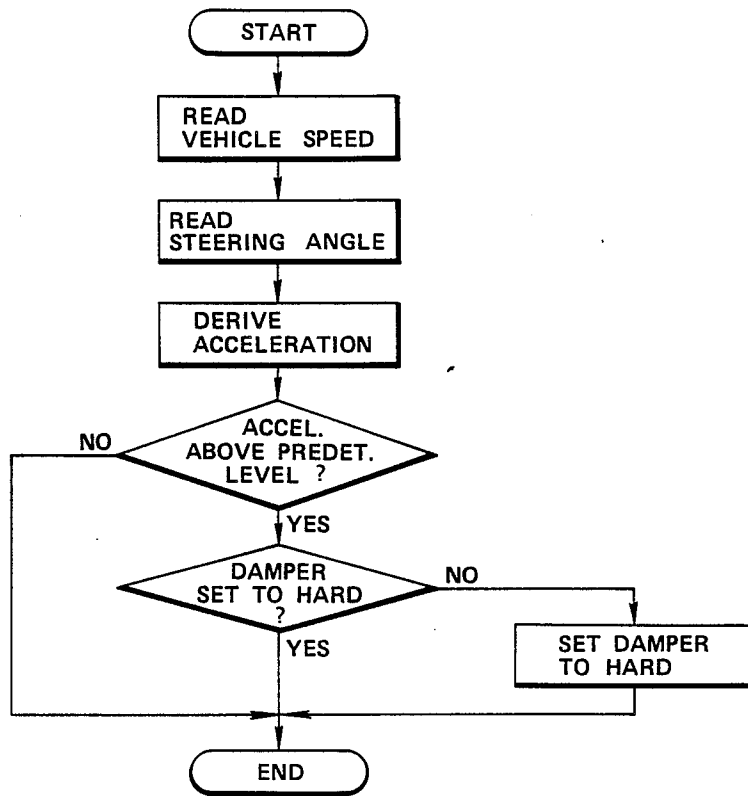 START
READ
VEHICLE SPEED
READ
STEERING ANGLE
DERIVE
ACCELERATION
ACCEL.
ABOVE PREDET.
LEVEL ?
NO
YES
DAMPER
SET TO HARD
?
NO
YES
SET DAMPER
TO HARD
END